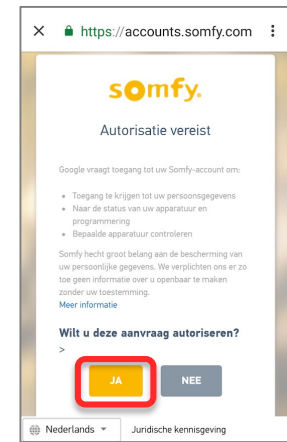 https://accounts.somfy.com
somfy.
Autorisatie vereist
Google vraagt toegang tot uw Somfy-account om:
Toegang te krijgen tot uw persoonsgegevens
Naar de status van uw apparatuur en
programmering
Bepaalde apparatuur controleren
Somfy hecht groot belang aan de bescherming van
uw persoonlijke gegevens. We verplichten ons er zo
toe geen informatie over u openbaar te maken
zonder uw toestemming.
Meer informatie
Wilt u deze aanvraag autoriseren?
>
JA
NEE
Nederlands
Juridische kennisgeving